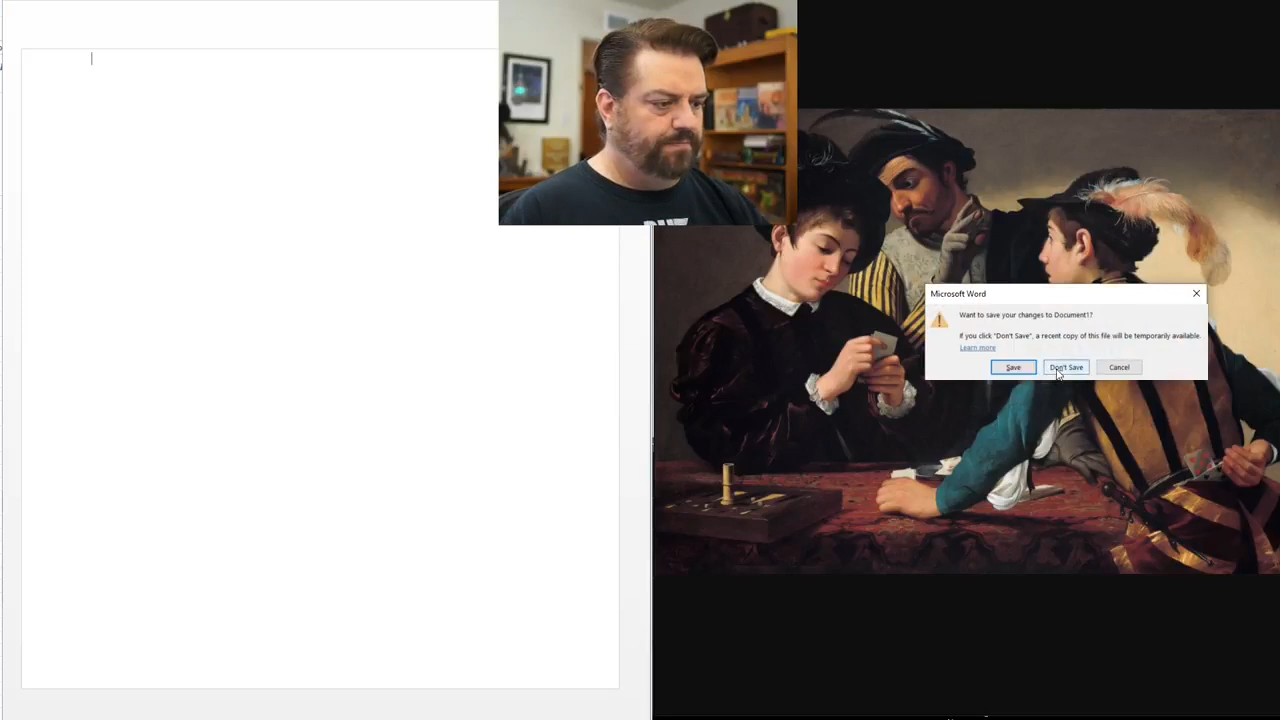 Microsoft Word
Want to save your changes to Document1?
If you click "Don't Save", a recent copy of this file will be temporarily available.
Learn more
Save
Don't Save
Cancel